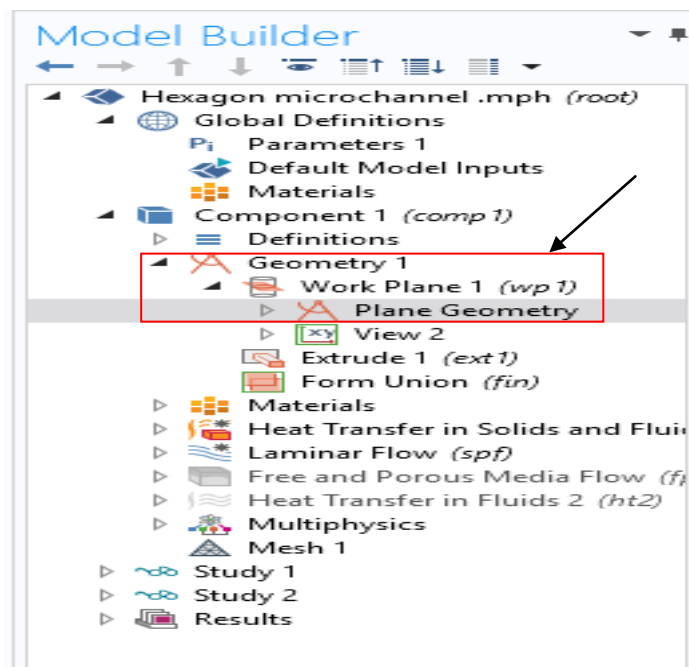 Model Builder
Hexagon microchannel .mph (root)
Global Definitions
Pi Parameters 1
Default Model Inputs
Materials
Component 1 (comp1)
Definitions
Geometry 1
Work Plane 1 (wp1)
Plane Geometry
xy View 2
Extrude 1 (ext1)
Form Union (fin)
Materials
Heat Transfer in Solids and Flui
Laminar Flow (spf)
Free and Porous Media Flow (f
Heat Transfer in Fluids 2 (ht2)
Multiphysics
Mesh 1
Study 1
Study 2
Results